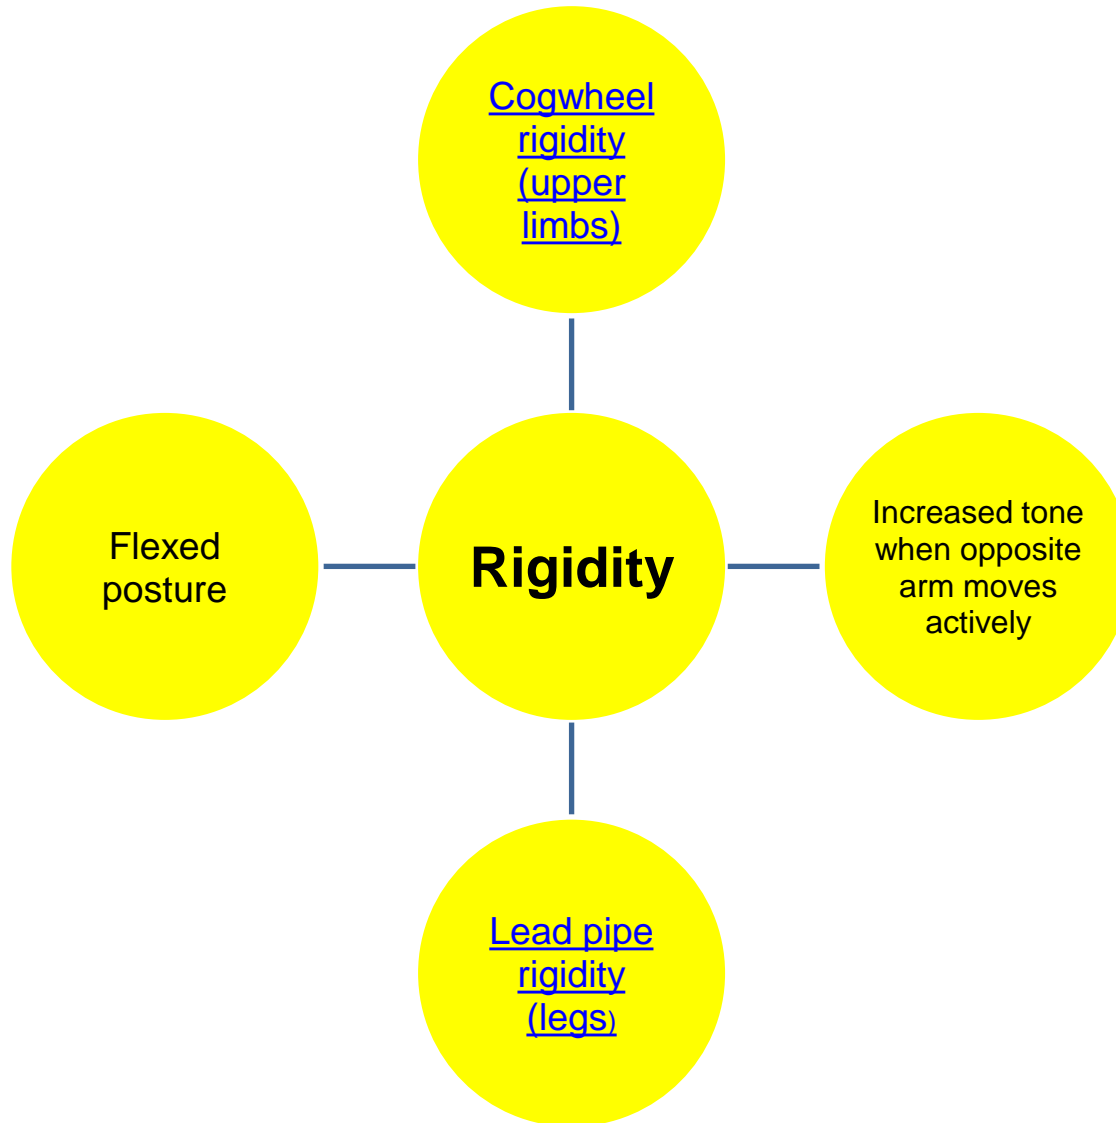 Cogwheel
rigidity
(upper
limbs)
Flexed
posture
Rigidity
Increased tone
when opposite
arm moves
actively
Lead pipe
rigidity
(legs)